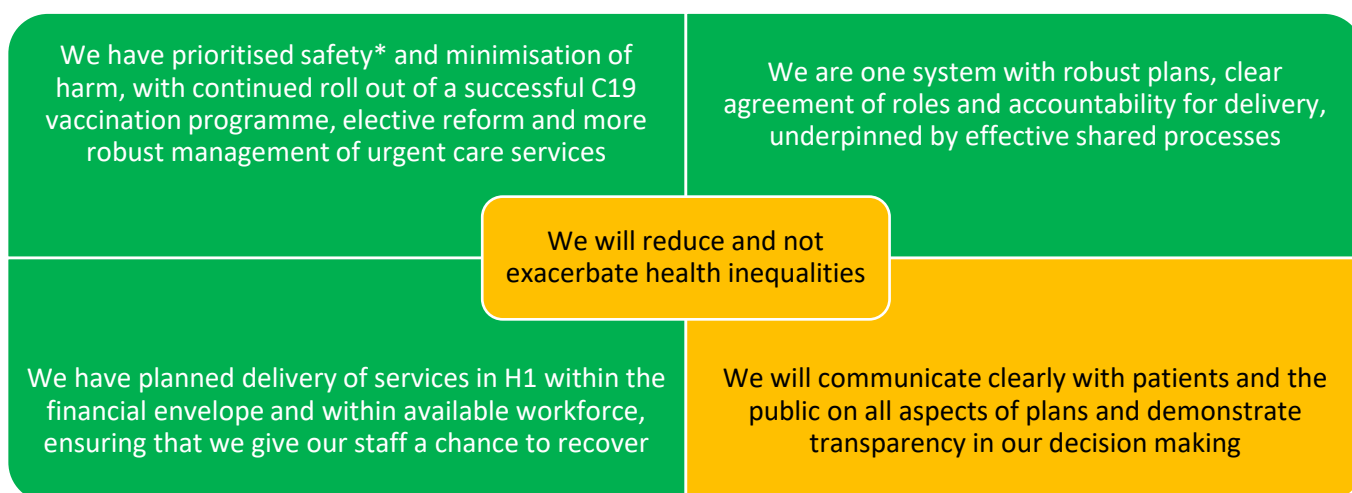 We have prioritised safety* and minimisation of
harm, with continued roll out of a successful C19
vaccination programme, elective reform and more
robust management of urgent care services
We are one system with robust plans, clear
agreement of roles and accountability for delivery,
underpinned by effective shared processes
We will reduce and not
exacerbate health inequalities
We have planned delivery of services in H1 within the
financial envelope and within available workforce,
ensuring that we give our staff a chance to recover
We will communicate clearly with patients and the
public on all aspects of plans and demonstrate
transparency in our decision making